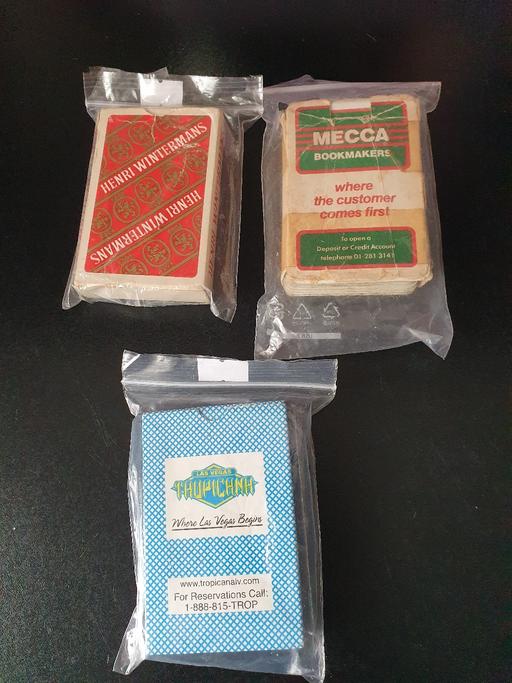 HENRI WINTERMANS
HENRI WINTERMANS
MECCA
BOOKMAKERS
where
the customer
comes first
To open a
Deposit or Credit Account
telephone 01-281 3141
LAS VEGAS
TROPICANA
Where Las Vegas Begins
www.tropicanalv.com
For Reservations Call:
1-888-815-TROP